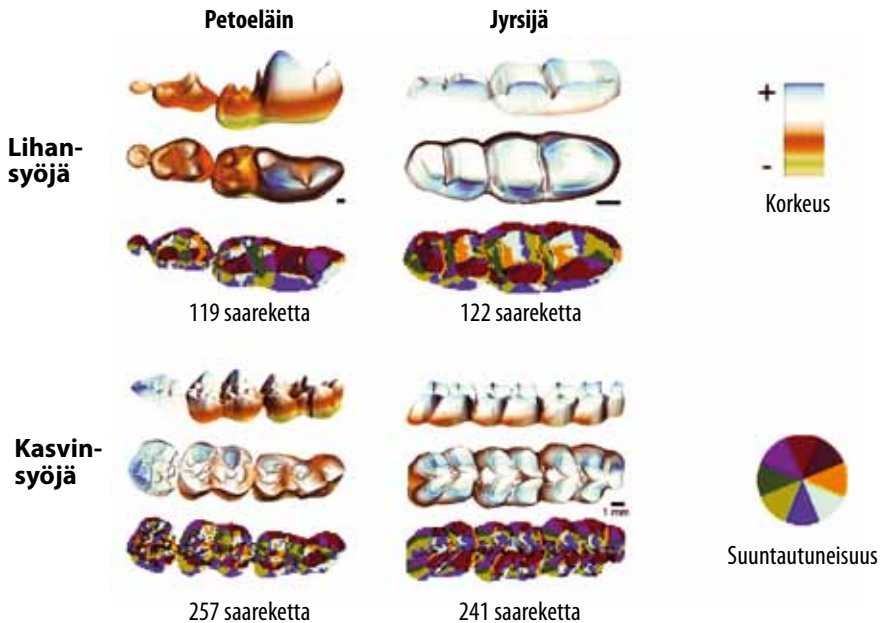 Petoeläin
Jyrsijä
Lihan-
syöjä
+
-
Korkeus
119 saareketta
122 saareketta
Kasvin-
syöjä
1 mm
Suuntautuneisuus
257 saareketta
241 saareketta